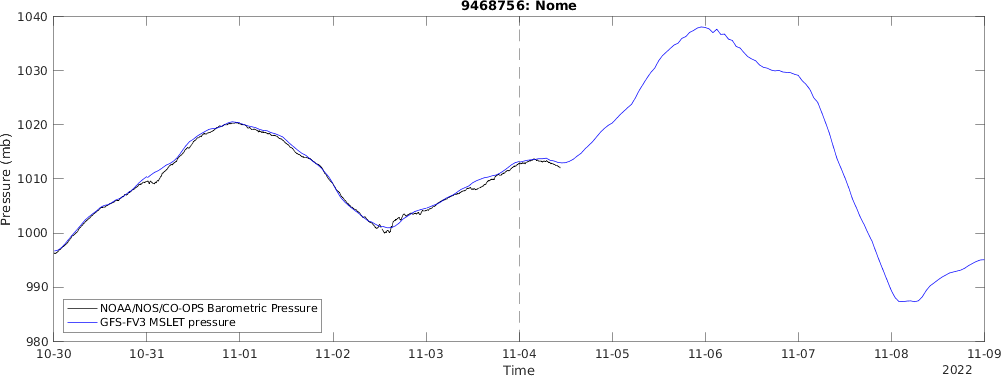 9468756: Nome
1040
1030
1020
1010
1000
990
980
Pressure (mb)
NOAA/NOS/CO-OPS Barometric Pressure
GFS-FV3 MSLET pressure
10-30 10-31 11-01 11-02 11-03 11-04 11-05 11-06 11-07 11-08 11-09
Time
2022